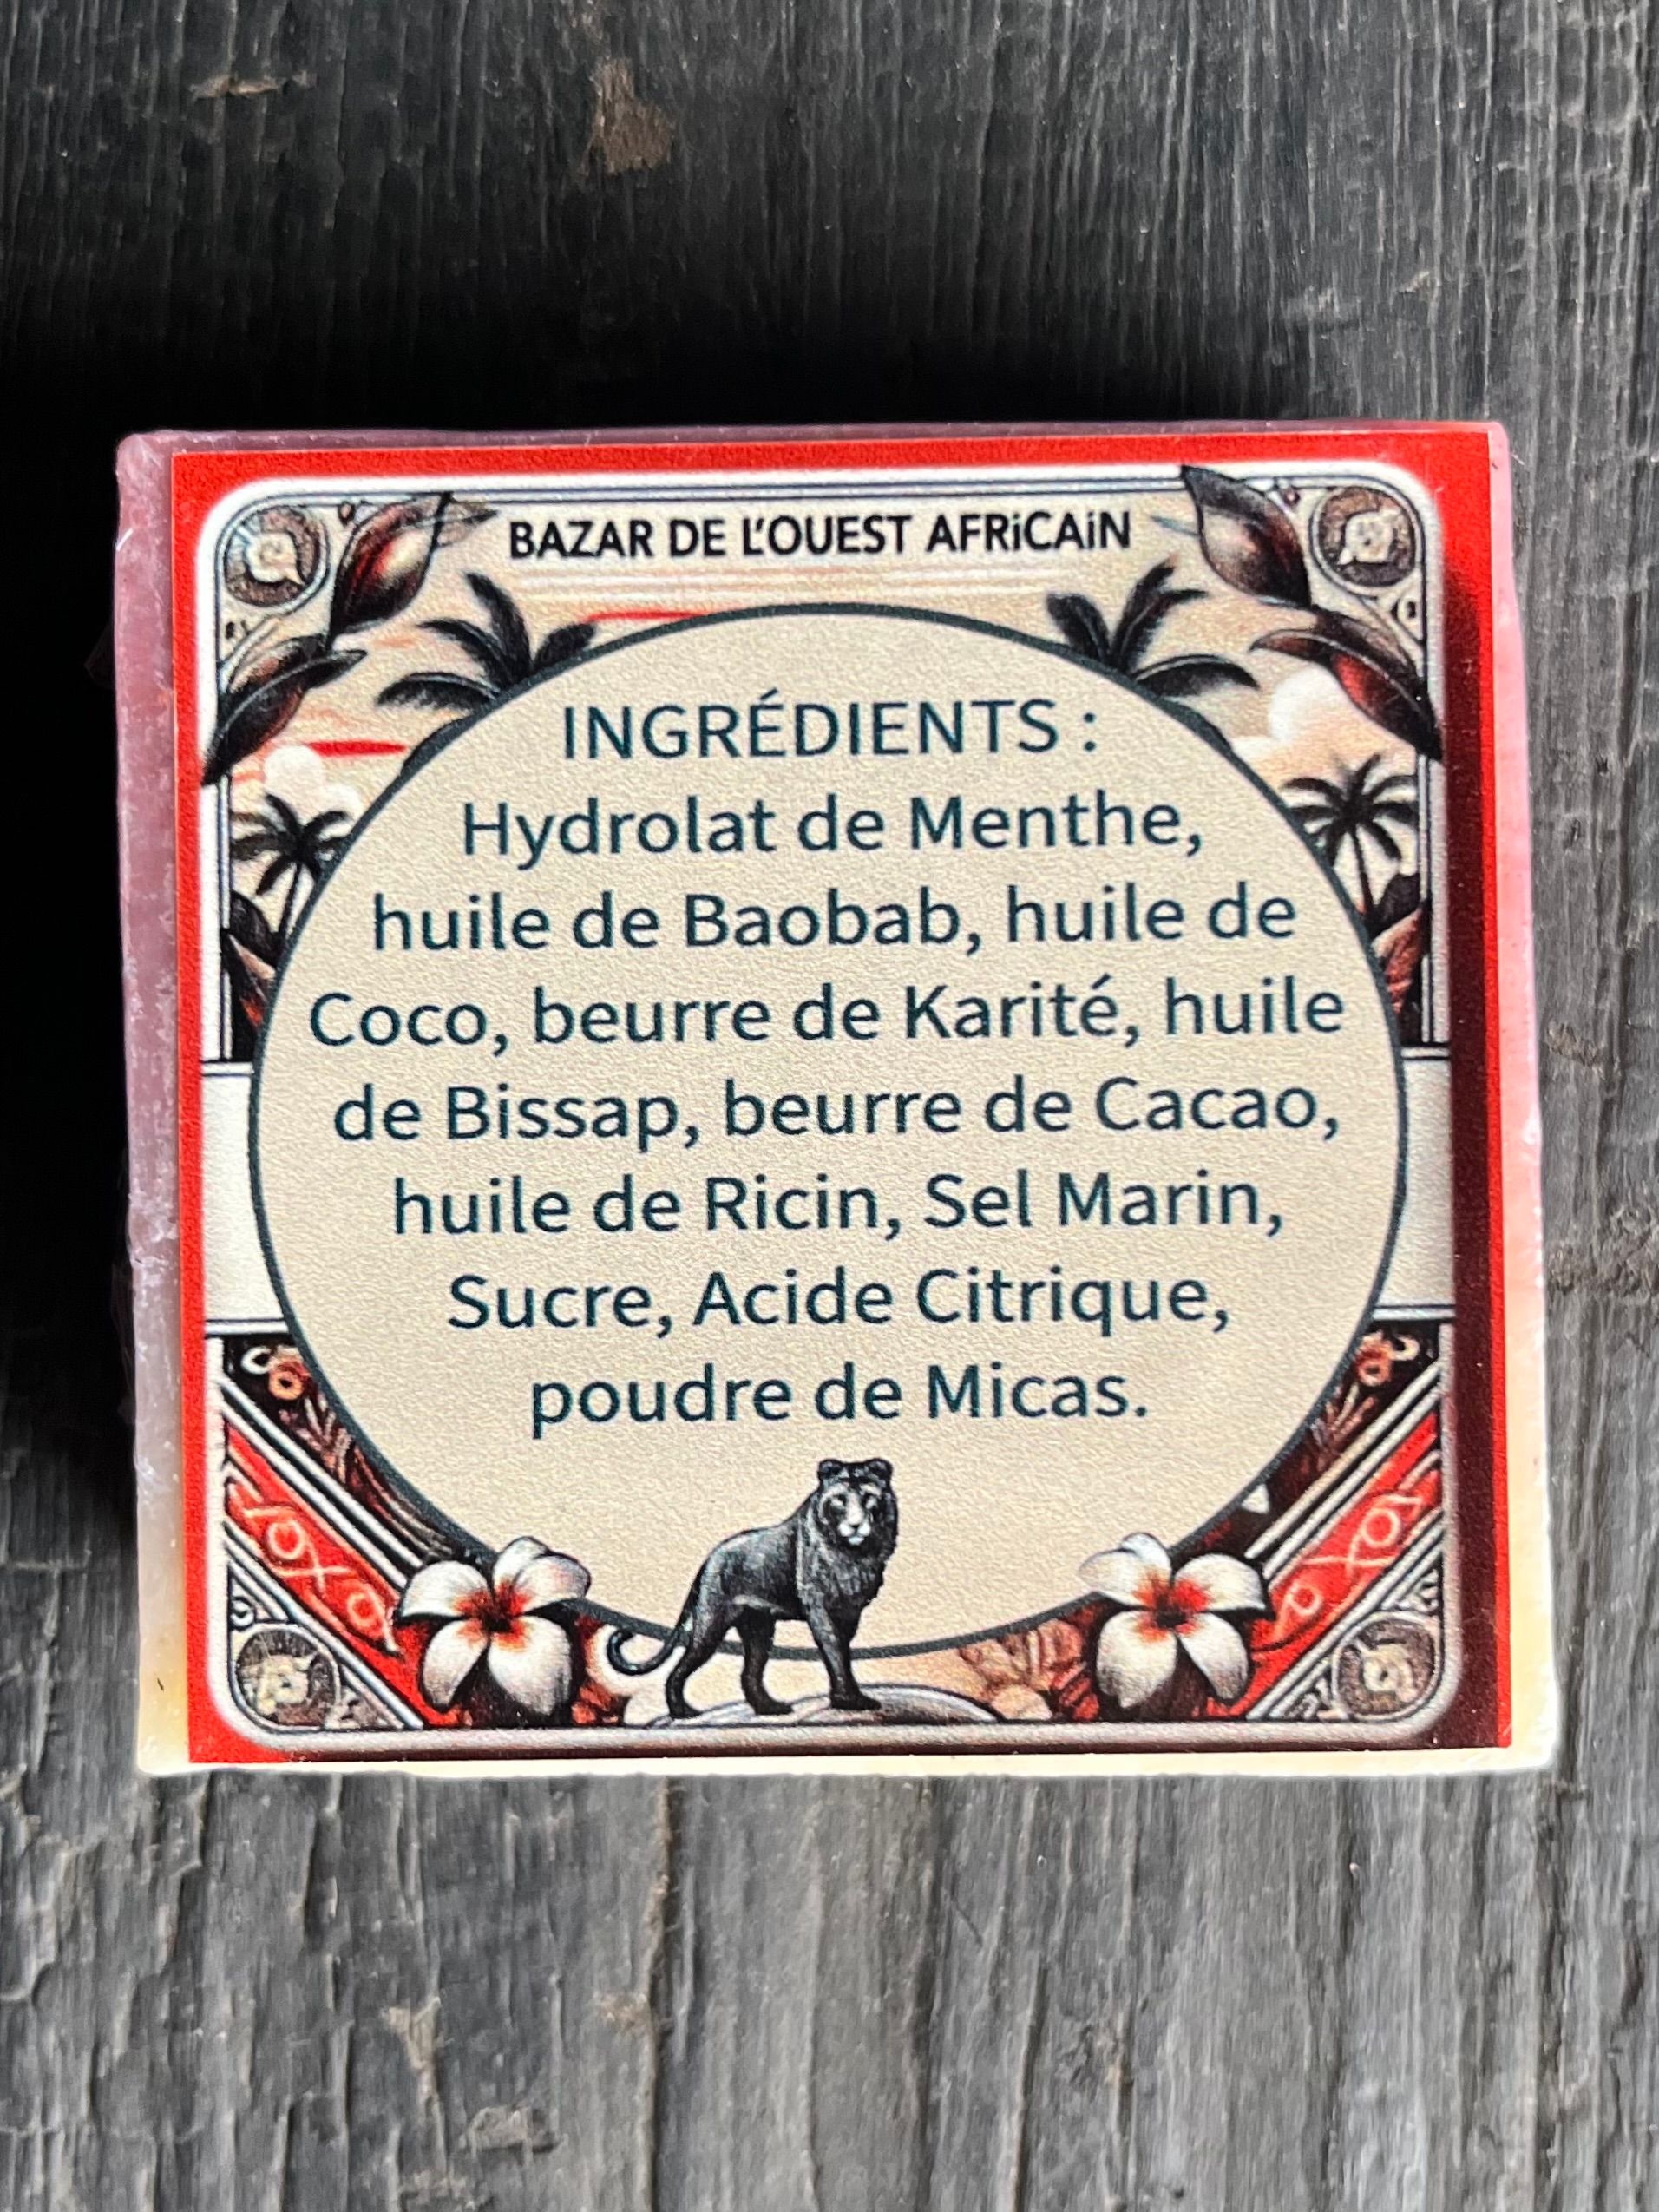 BAZAR DE L'OUEST AFRiCAiN
INGRÉDIENTS :
Hydrolat de Menthe,
huile de Baobab, huile de
Coco, beurre de Karité, huile
de Bissap, beurre de Cacao,
huile de Ricin, Sel Marin,
Sucre, Acide Citrique,
poudre de Micas.